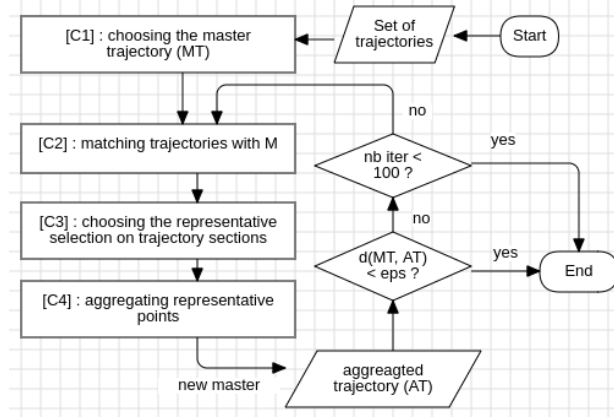 [C1] : choosing the master
trajectory (MT)
Set of
trajectories
Start
no
yes
[C2] : matching trajectories with M
nb iter <
100 ?
[C3] : choosing the representative
selection on trajectory sections
no
d(MT, AT)
< eps ?
yes
End
[C4] : aggregating representative
points
new master
aggreagted
trajectory (AT)